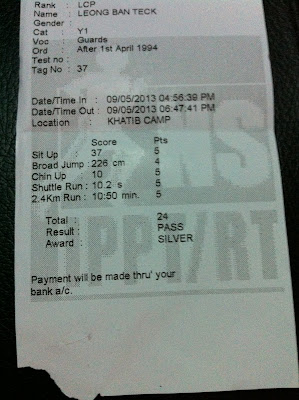 Rank : LCP
Name : LEONG BAN TECK
Gender :
Cat : Y1
Voc : Guards
Ord : After 1st April 1994
Test no :
Tag No : 37
Date/Time In : 09/05/2013 04:56:39 PM
Date/Time Out : 09/05/2013 06:47:41 PM
Location : KHATIB CAMP
Score Pts
Sit Up : 37 5
Broad Jump : 226 cm 4
Chin Up : 10 5
Shuttle Run : 10.2 s 5
2.4Km Run : 10:50 min. 5
Total : 24
Result : PASS
Award : SILVER
Payment will be made thru' your
bank a/c.
NS
IPPT/RT